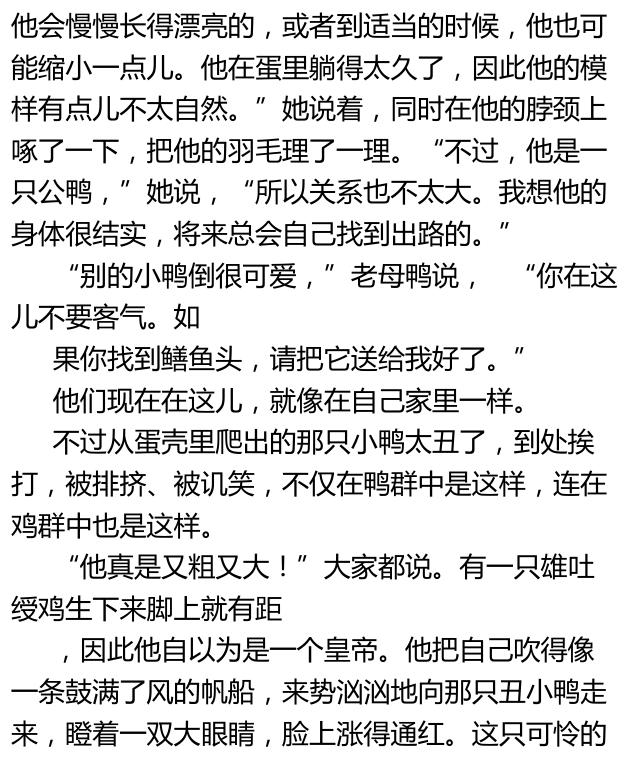 他会慢慢长得漂亮的，或者到适当的时候，他也可
能缩小一点儿。他在蛋里躺得太久了，因此他的模
样有点儿不太自然。”她说着，同时在他的脖颈上
啄了一下，把他的羽毛理了一理。“不过，他是一
只公鸭，”她说，“所以关系也不太大。我想他的
身体很结实，将来总会自己找到出路的。”
“别的小鸭倒很可爱，”老母鸭说，　“你在这
儿不要客气。如
果你找到鳝鱼头，请把它送给我好了。”
他们现在在这儿，就像在自己家里一样。
不过从蛋壳里爬出的那只小鸭太丑了，到处挨
打，被排挤、被讥笑，不仅在鸭群中是这样，连在
鸡群中也是这样。
“他真是又粗又大！”大家都说。有一只雄吐
绶鸡生下来脚上就有距
，因此他自以为是一个皇帝。他把自己吹得像
一条鼓满了风的帆船，来势汹汹地向那只丑小鸭走
来，瞪着一双大眼睛，脸上涨得通红。这只可怜的